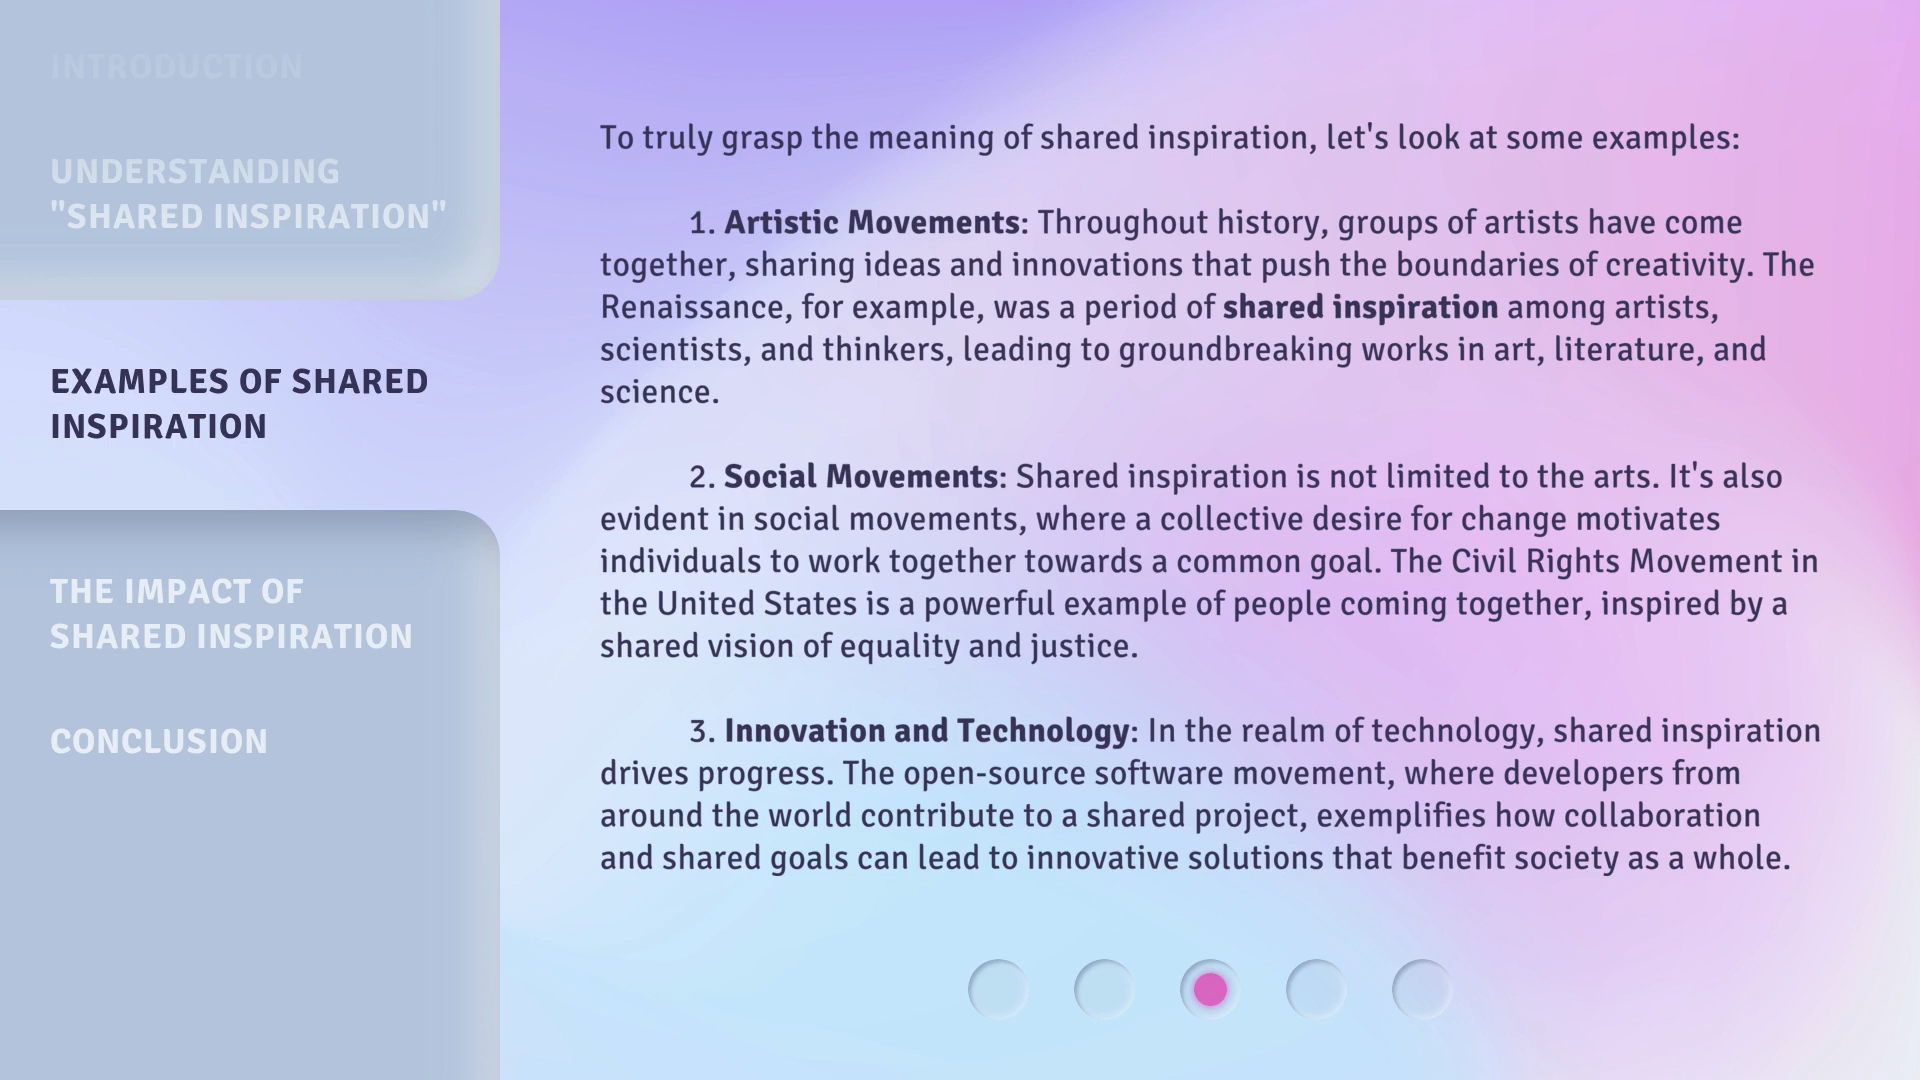 INTRODUCTION
UNDERSTANDING
"SHARED INSPIRATION"
EXAMPLES OF SHARED
INSPIRATION
THE IMPACT OF
SHARED INSPIRATION
CONCLUSION
To truly grasp the meaning of shared inspiration, let's look at some examples:
1. Artistic Movements: Throughout history, groups of artists have come
together, sharing ideas and innovations that push the boundaries of creativity. The
Renaissance, for example, was a period of shared inspiration among artists,
scientists, and thinkers, leading to groundbreaking works in art, literature, and
science.
2. Social Movements: Shared inspiration is not limited to the arts. It's also
evident in social movements, where a collective desire for change motivates
individuals to work together towards a common goal. The Civil Rights Movement in
the United States is a powerful example of people coming together, inspired by a
shared vision of equality and justice.
3. Innovation and Technology: In the realm of technology, shared inspiration
drives progress. The open-source software movement, where developers from
around the world contribute to a shared project, exemplifies how collaboration
and shared goals can lead to innovative solutions that benefit society as a whole.